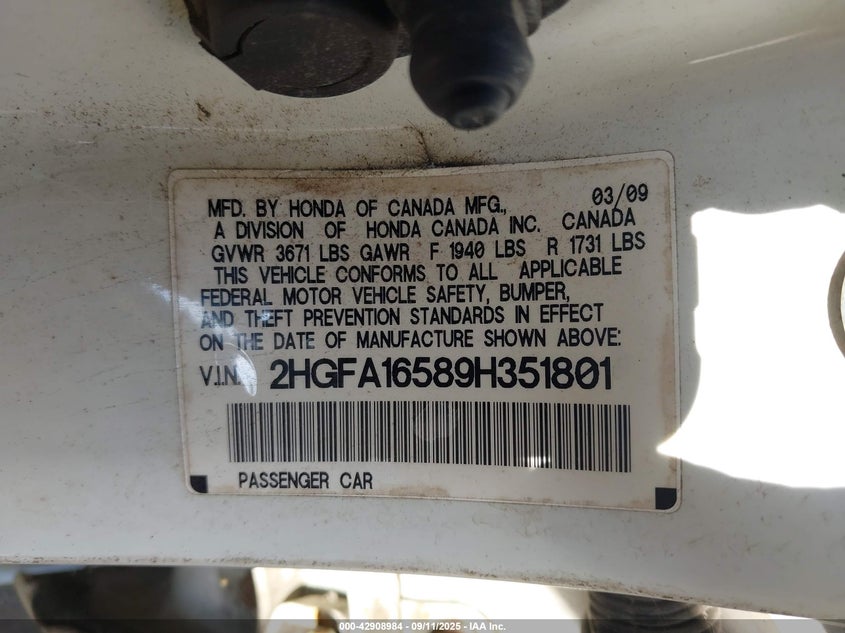 03/09
MFD. BY HONDA OF CANADA MFG.,
A DIVISION OF HONDA CANADA INC. CANADA
GVWR 3671 LBS GAWR F 1940 LBS R 1731 LBS
THIS VEHICLE CONFORMS TO ALL APPLICABLE
FEDERAL MOTOR VEHICLE SAFETY, BUMPER,
AND THEFT PREVENTION STANDARDS IN EFFECT
ON THE DATE OF MANUFACTURE SHOWN ABOVE:
V.I.N. 2HGFA16589H351801
PASSENGER CAR
000-42908984 - 09/11/2025 - IAA Inc.